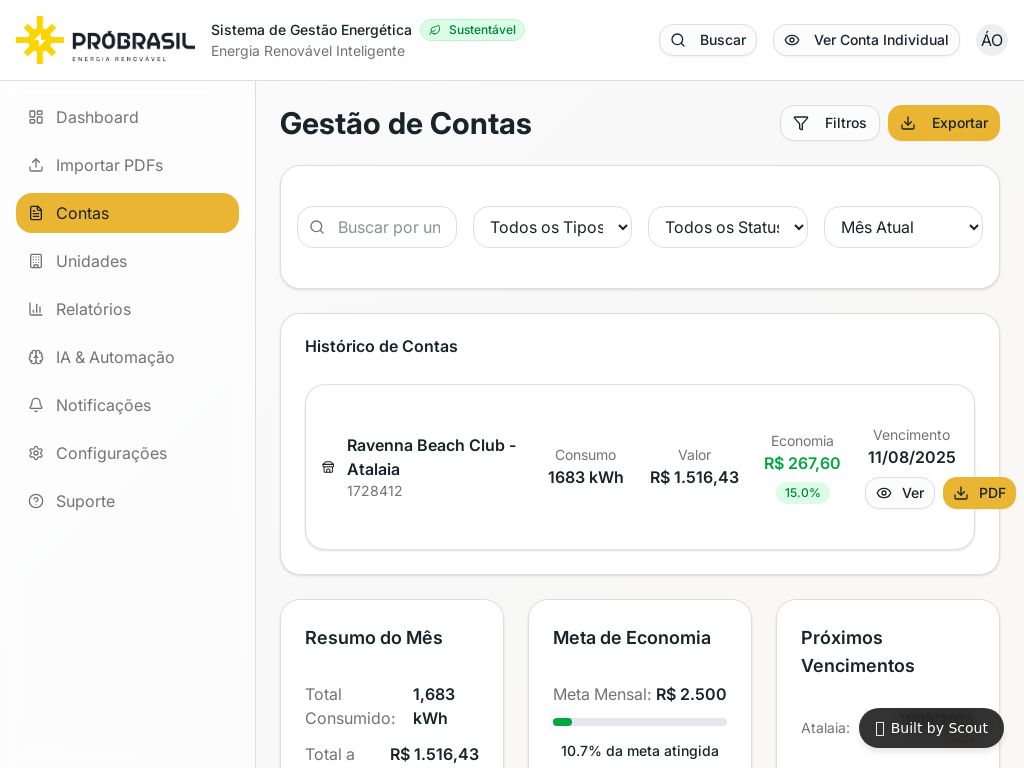 PRÓBRASIL
ENERGIA RENOVÁVEL
Sistema de Gestão Energética
Sustentável
Energia Renovável Inteligente
Buscar
Ver Conta Individual
ÁO
Dashboard
Importar PDFs
Contas
Unidades
Relatórios
IA & Automação
Notificações
Configurações
Suporte
Gestão de Contas
Filtros
Exportar
Buscar por un
Todos os Tipos
Todos os Status
Mês Atual
Histórico de Contas
Ravenna Beach Club -
Atalaia
1728412
Consumo
1683 kWh
Valor
R$ 1.516,43
Economia
R$ 267,60
15.0%
Vencimento
11/08/2025
Ver
PDF
Resumo do Mês
Total
Consumido:
1,683
kWh
Total a
R$ 1.516,43
Meta de Economia
Meta Mensal: R$ 2.500
10.7% da meta atingida
Próximos
Vencimentos
Atalaia:
Built by Scout